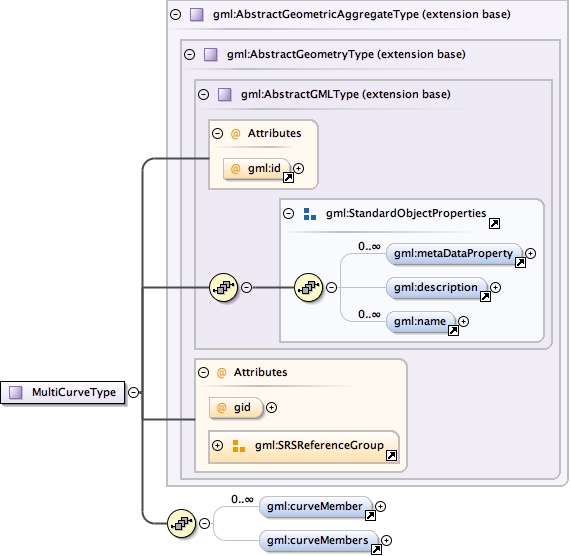 gml:AbstractGeometricAggregateType (extension base)
gml:AbstractGeometryType (extension base)
gml:AbstractGMLType (extension base)
@ Attributes
@ gml:id
gml:StandardObjectProperties
0..∞
gml:metaDataProperty
gml:description
0..∞
gml:name
@ Attributes
MultiCurveType
@ gid
gml:SRSReferenceGroup
0..∞
gml:curveMember
gml:curveMembers